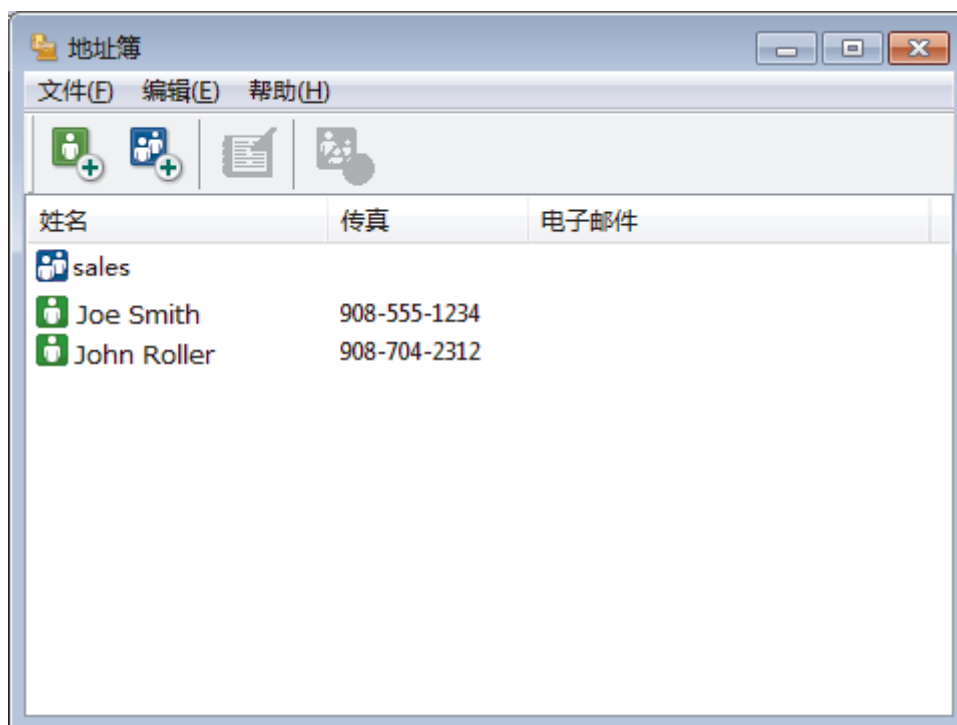 地址簿
文件(F) 编辑(E) 帮助(H)
姓名 传真 电子邮件
sales
Joe Smith 908-555-1234
John Roller 908-704-2312